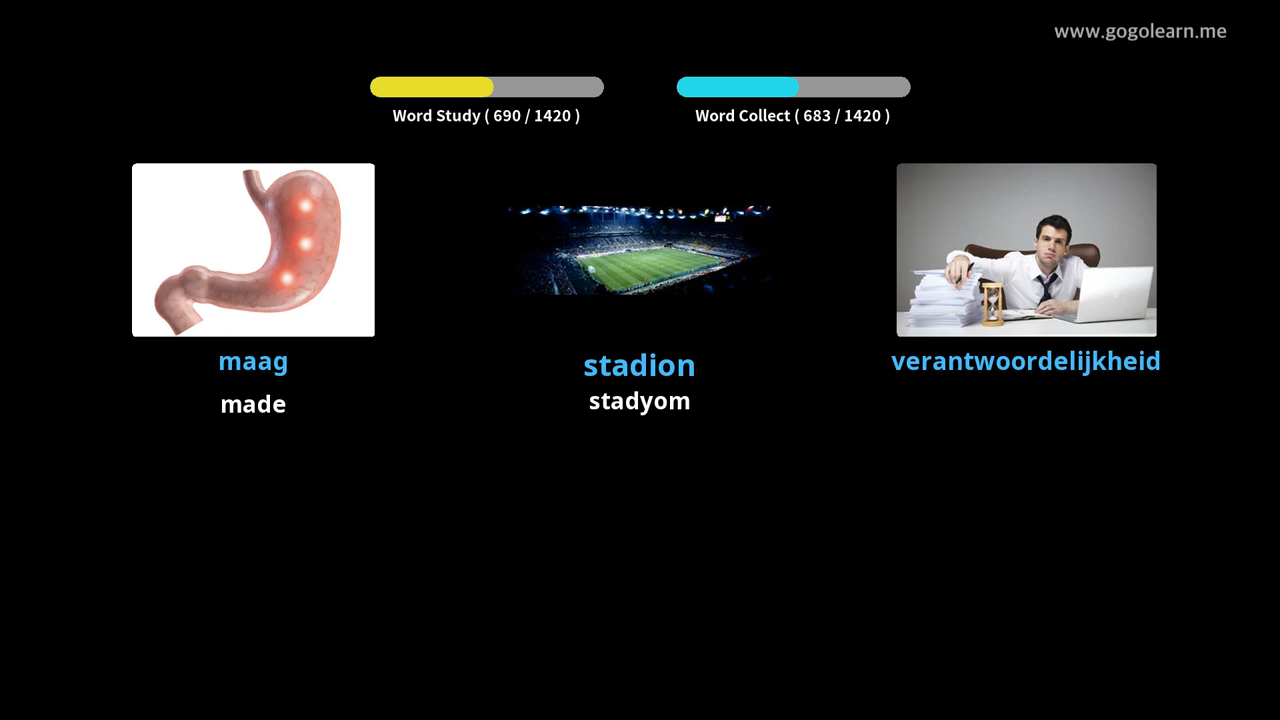 www.gogolearn.me
Word Study ( 690 / 1420 )
Word Collect ( 683 / 1420 )
maag
stadion
verantwoordelijkheid
made
stadyom